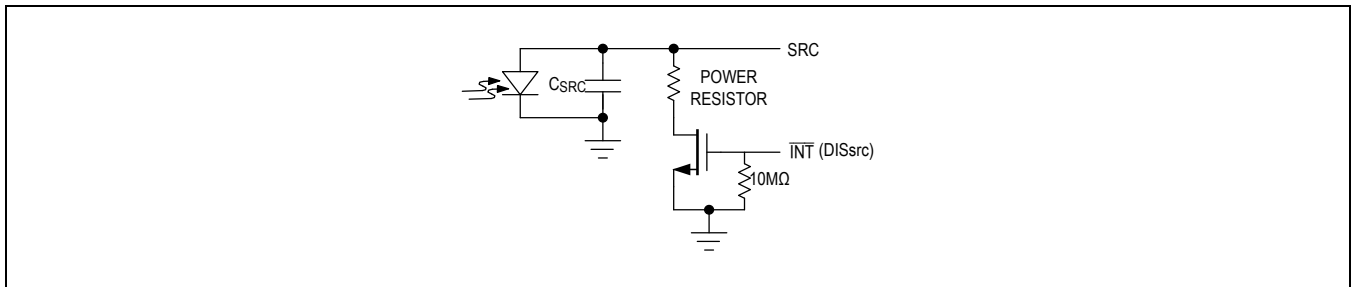 SRC
POWER
RESISTOR
CSRC
INT (DISsrc)
10MΩ